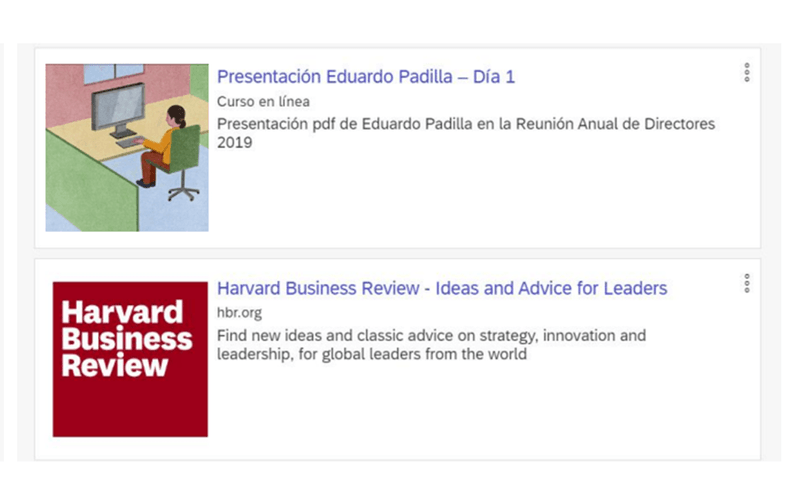 Presentación Eduardo Padilla – Día 1
Curso en línea
Presentación pdf de Eduardo Padilla en la Reunión Anual de Directores
2019
Harvard
Business
Review
Harvard Business Review - Ideas and Advice for Leaders
hbr.org
Find new ideas and classic advice on strategy, innovation and
leadership, for global leaders from the world